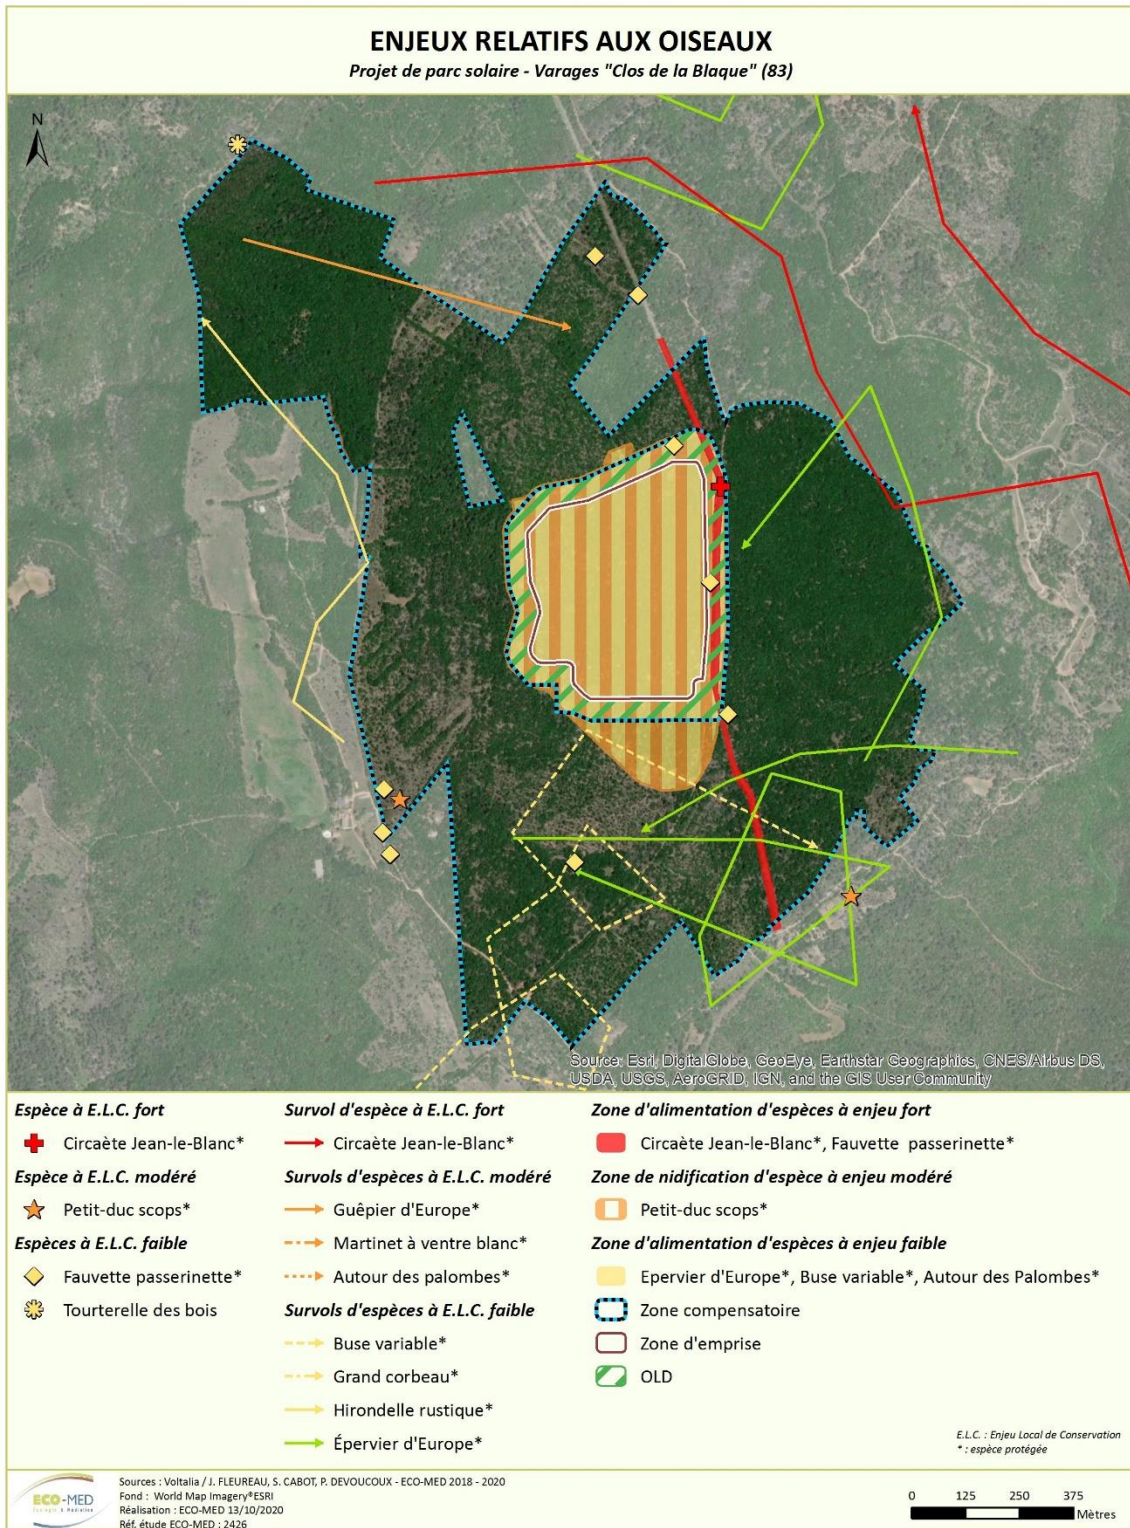 ENJEUX RELATIFS AUX OISEAUX
Projet de parc solaire - Varages "Clos de la Blaque" (83)
N
Source: Esri, DigitalGlobe, GeoEye, Earthstar Geographics, CNES/Airbus DS,
USDA, USGS, AeroGRID, IGN, and the GIS User Community
Espèce à E.L.C. fort
Circaète Jean-le-Blanc*
Espèce à E.L.C. modéré
Petit-duc scops*
Espèces à E.L.C. faible
Fauvette passerinette*
Tourterelle des bois
Survol d'espèce à E.L.C. fort
Circaète Jean-le-Blanc*
Survols d'espèces à E.L.C. modéré
Guêpier d'Europe*
Martinet à ventre blanc*
Autour des palombes*
Survols d'espèces à E.L.C. faible
Buse variable*
Grand corbeau*
Hirondelle rustique*
Épervier d'Europe*
Zone d'alimentation d'espèces à enjeu fort
Circaète Jean-le-Blanc*, Fauvette passerinette*
Zone de nidification d'espèce à enjeu modéré
Petit-duc scops*
Zone d'alimentation d'espèces à enjeu faible
Epervier d'Europe*, Buse variable*, Autour des Palombes*
Zone compensatoire
Zone d'emprise
OLD
E.L.C. : Enjeu Local de Conservation
* : espèce protégée
ECO-MED
Ecologie & Médiation
Sources : Voltalia / J. FLEUREAU, S. CABOT, P. DEVOUCOUX - ECO-MED 2018 - 2020
Fond : World Map Imagery®ESRI
Réalisation : ECO-MED 13/10/2020
Réf. étude ECO-MED : 2426
0 125 250 375
Mètres